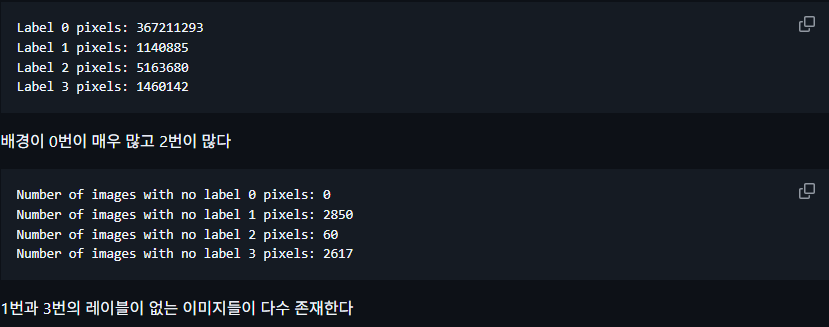 Label 0 pixels: 367211293
Label 1 pixels: 1140885
Label 2 pixels: 5163680
Label 3 pixels: 1460142
배경이 0번이 매우 많고 2번이 많다
Number of images with no label 0 pixels: 0
Number of images with no label 1 pixels: 2850
Number of images with no label 2 pixels: 60
Number of images with no label 3 pixels: 2617
1번과 3번의 레이블이 없는 이미지들이 다수 존재한다